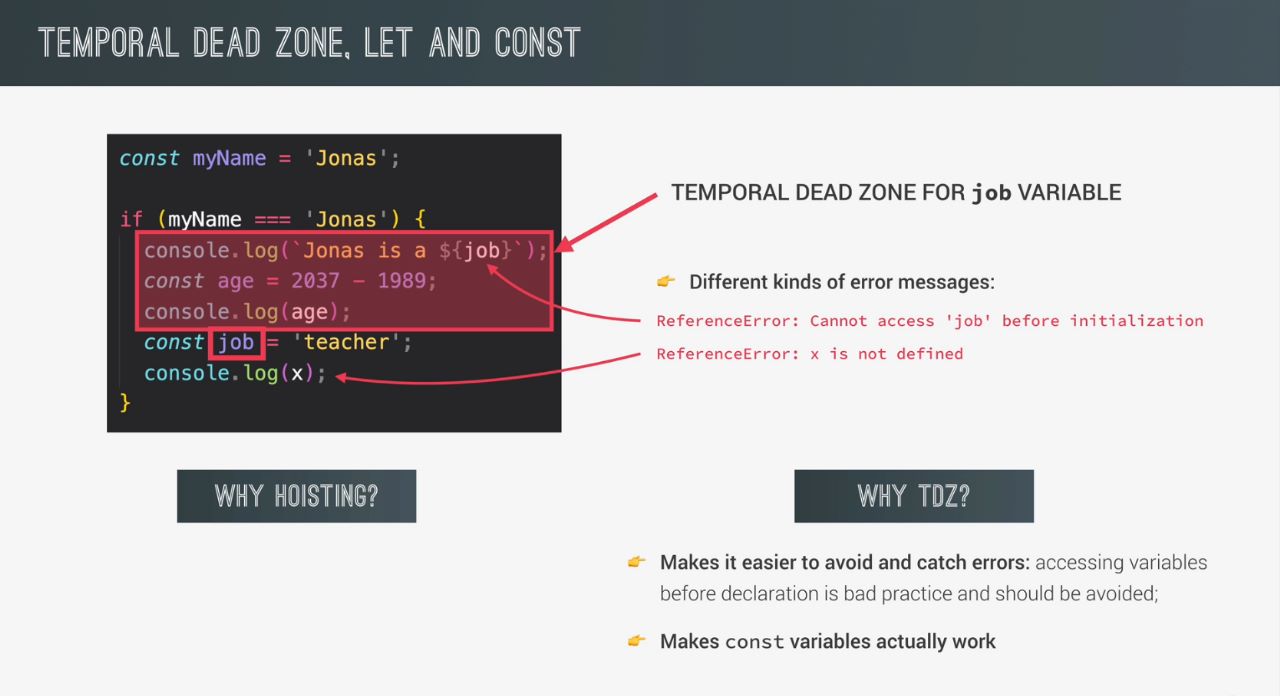 TEMPORAL DEAD ZONE, LET AND CONST
const myName = 'Jonas';
if (myName === 'Jonas') {
console.log(`Jonas is a ${job}`);
const age = 2037 - 1989;
console.log(age);
const job = 'teacher';
console.log(x);
}
TEMPORAL DEAD ZONE FOR job VARIABLE
👉 Different kinds of error messages:
ReferenceError: Cannot access 'job' before initialization
ReferenceError: x is not defined
WHY HOISTING?
WHY TDZ?
👉 Makes it easier to avoid and catch errors: accessing variables
before declaration is bad practice and should be avoided;
👉 Makes const variables actually work